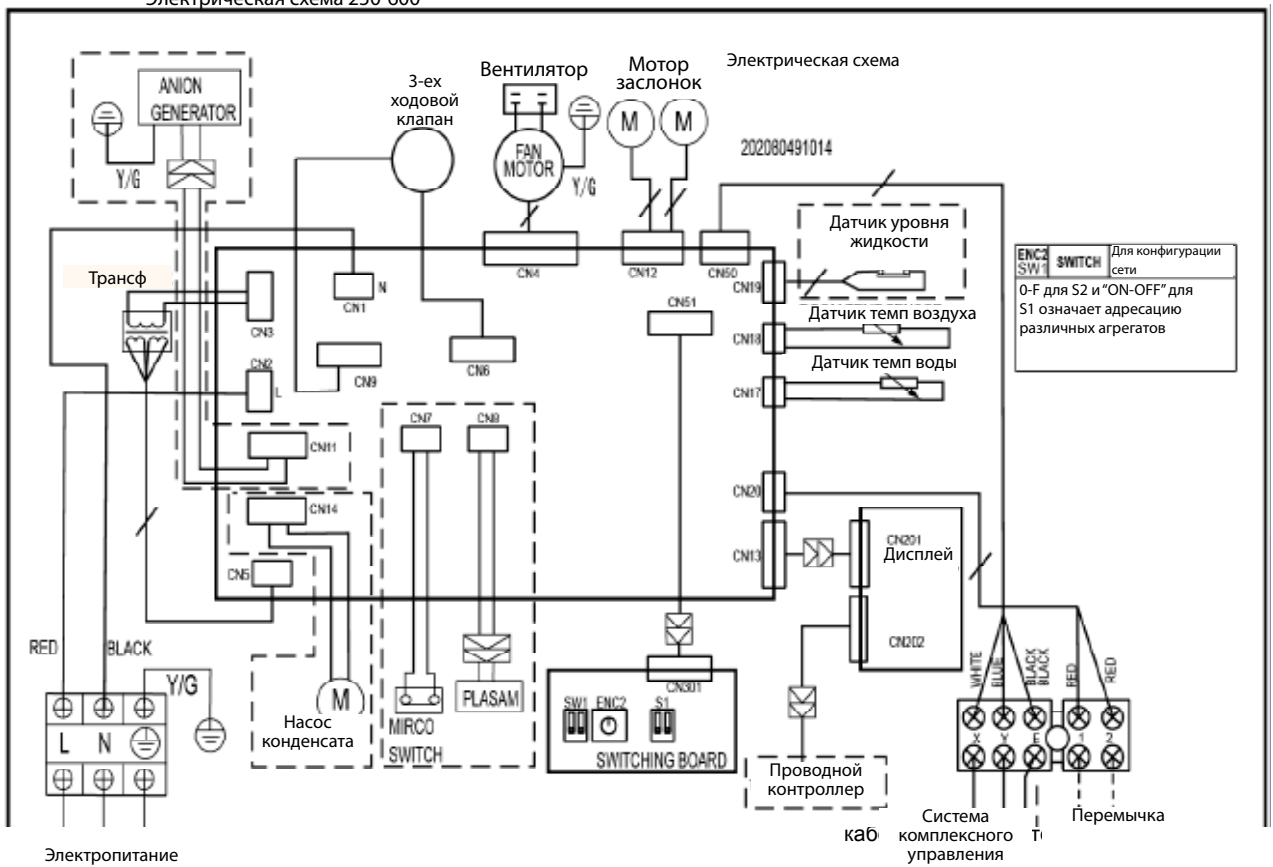 Электрическая схема 250-600
Электрическая схема
ANION
GENERATOR
Y/G
3-ех
ходовой
клапан
Вентилятор
FAN
MOTOR
Y/G
Мотор
заслонок
M
M
202080491014
Датчик уровня
жидкости
Датчик темп воздуха
Датчик темп воды
ENC2
SW1
SWITCH
Для конфигурации
сети
0-F для S2 и "ON-OFF" для
S1 означает адресацию
различных агрегатов
Трансф
CN3
CN1
N
CN2
L
CN4
CN12
CN60
CN19
CN18
CN17
CN51
CN9
CN6
CN7
CN8
CN11
CN14
CN5
CN20
CN13
CN201
Дисплей
CN202
RED
BLACK
Y/G
L
N
M
Насос
конденсата
MIRCO
SWITCH
PLASAM
CN301
SW1
ENC2
S1
SWITCHING BOARD
Проводной
контроллер
WHITE
BLUE
BLACK
BLACK
RED
RED
X
Y
E
1
2
Электропитание
каб
Система
комплексного
управления
Перемычка